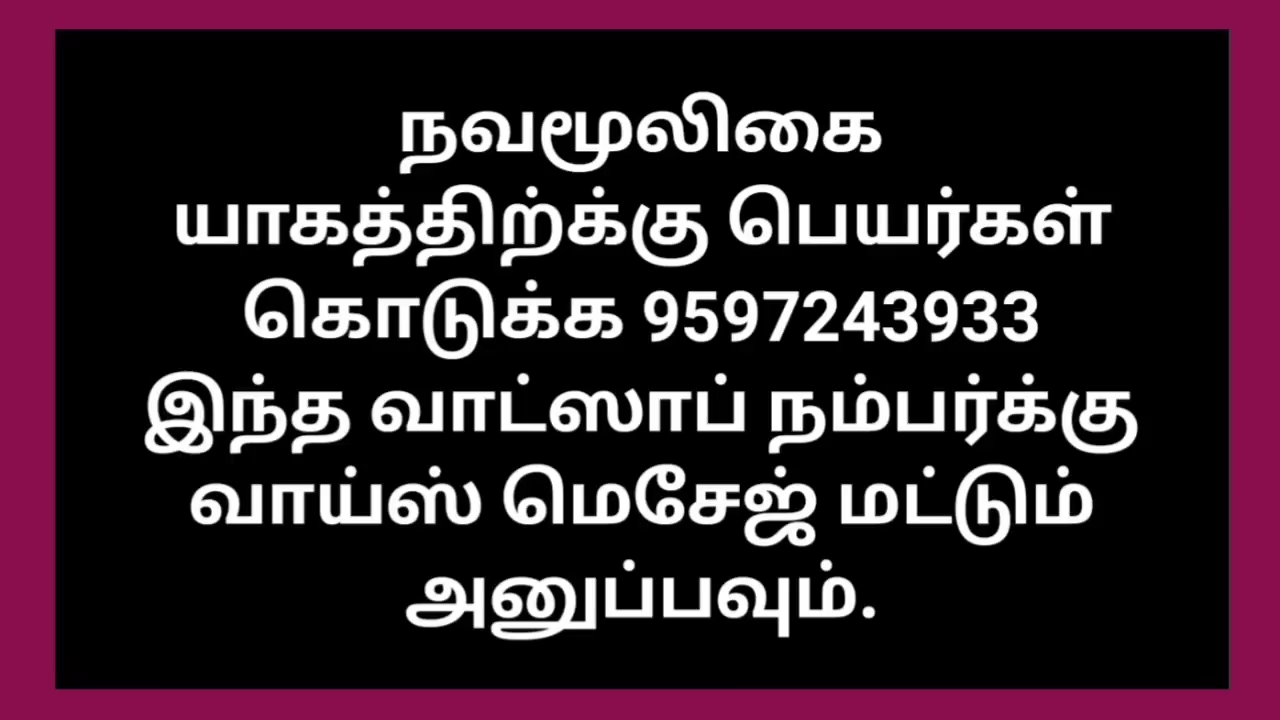 நவமூலிகை
யாகத்திற்க்கு பெயர்கள்
கொடுக்க 9597243933
இந்த வாட்ஸாப் நம்பர்க்கு
வாய்ஸ் மெசேஜ் மட்டும்
அனுப்பவும்.